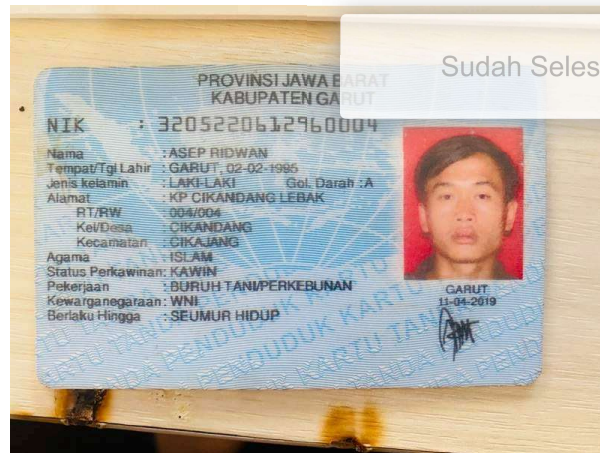 Sudah Seles
PROVINSI JAWA BARAT
KABUPATEN GARUT
NIK : 3205220612960004
Nama : ASEP RIDWAN
Tempat/Tgl Lahir : GARUT, 02-02-1995
Jenis kelamin : LAKI-LAKI Gol. Darah : A
Alamat : KP CIKANDANG LEBAK
RT/RW : 004/004
Kel/Desa : CIKANDANG
Kecamatan : CIKAJANG
Agama : ISLAM
Status Perkawinan: KAWIN
Pekerjaan : BURUH TANI/PERKEBUNAN
Kewarganegaraan: WNI
Berlaku Hingga : SEUMUR HIDUP
GARUT
11-04-2019